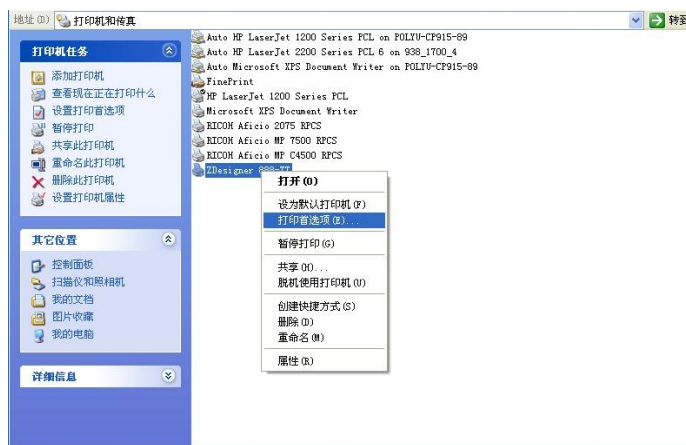 地址(D) 打印机和传真 转到
打印机任务
添加打印机
查看现在正在打印什么
设置打印首选项
暂停打印
共享此打印机
重命名此打印机
删除此打印机
设置打印机属性
其它位置
控制面板
扫描仪和照相机
我的文档
图片收藏
我的电脑
详细信息
Auto HP LaserJet 1200 Series PCL on POLYU-CP915-89
Auto HP LaserJet 2200 Series PCL 6 on 938_1700_4
Auto Microsoft XPS Document Writer on POLYU-CP915-89
FinePrint
HP LaserJet 1200 Series PCL
Microsoft XPS Document Writer
RICOH Aficio 2075 RPCS
RICOH Aficio MP 7500 RPCS
RICOH Aficio MP C4500 RPCS
ZDesigner 888-TT
打开(O)
设为默认打印机(F)
打印首选项(E)...
暂停打印(G)
共享(H)...
脱机使用打印机(U)
创建快捷方式(S)
删除(D)
重命名(M)
属性(R)